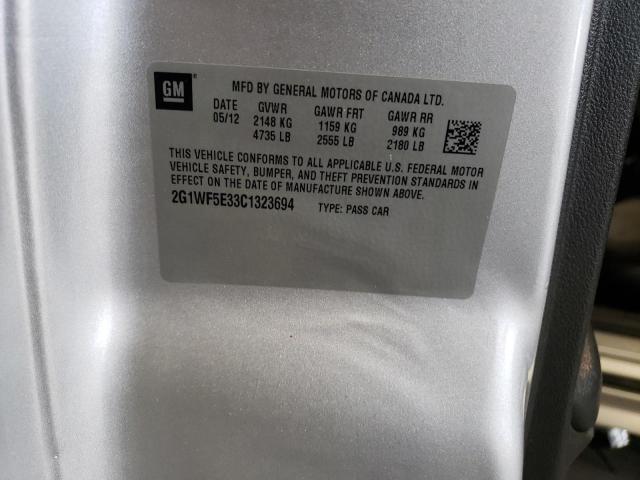 GM ®
MFD BY GENERAL MOTORS OF CANADA LTD.
DATE GVWR GAWR FRT GAWR RR
05/12 2148 KG 1159 KG 989 KG
4735 LB 2555 LB 2180 LB
THIS VEHICLE CONFORMS TO ALL APPLICABLE U.S. FEDERAL MOTOR
VEHICLE SAFETY, BUMPER, AND THEFT PREVENTION STANDARDS IN
EFFECT ON THE DATE OF MANUFACTURE SHOWN ABOVE.
2G1WF5E33C1323694 TYPE: PASS CAR